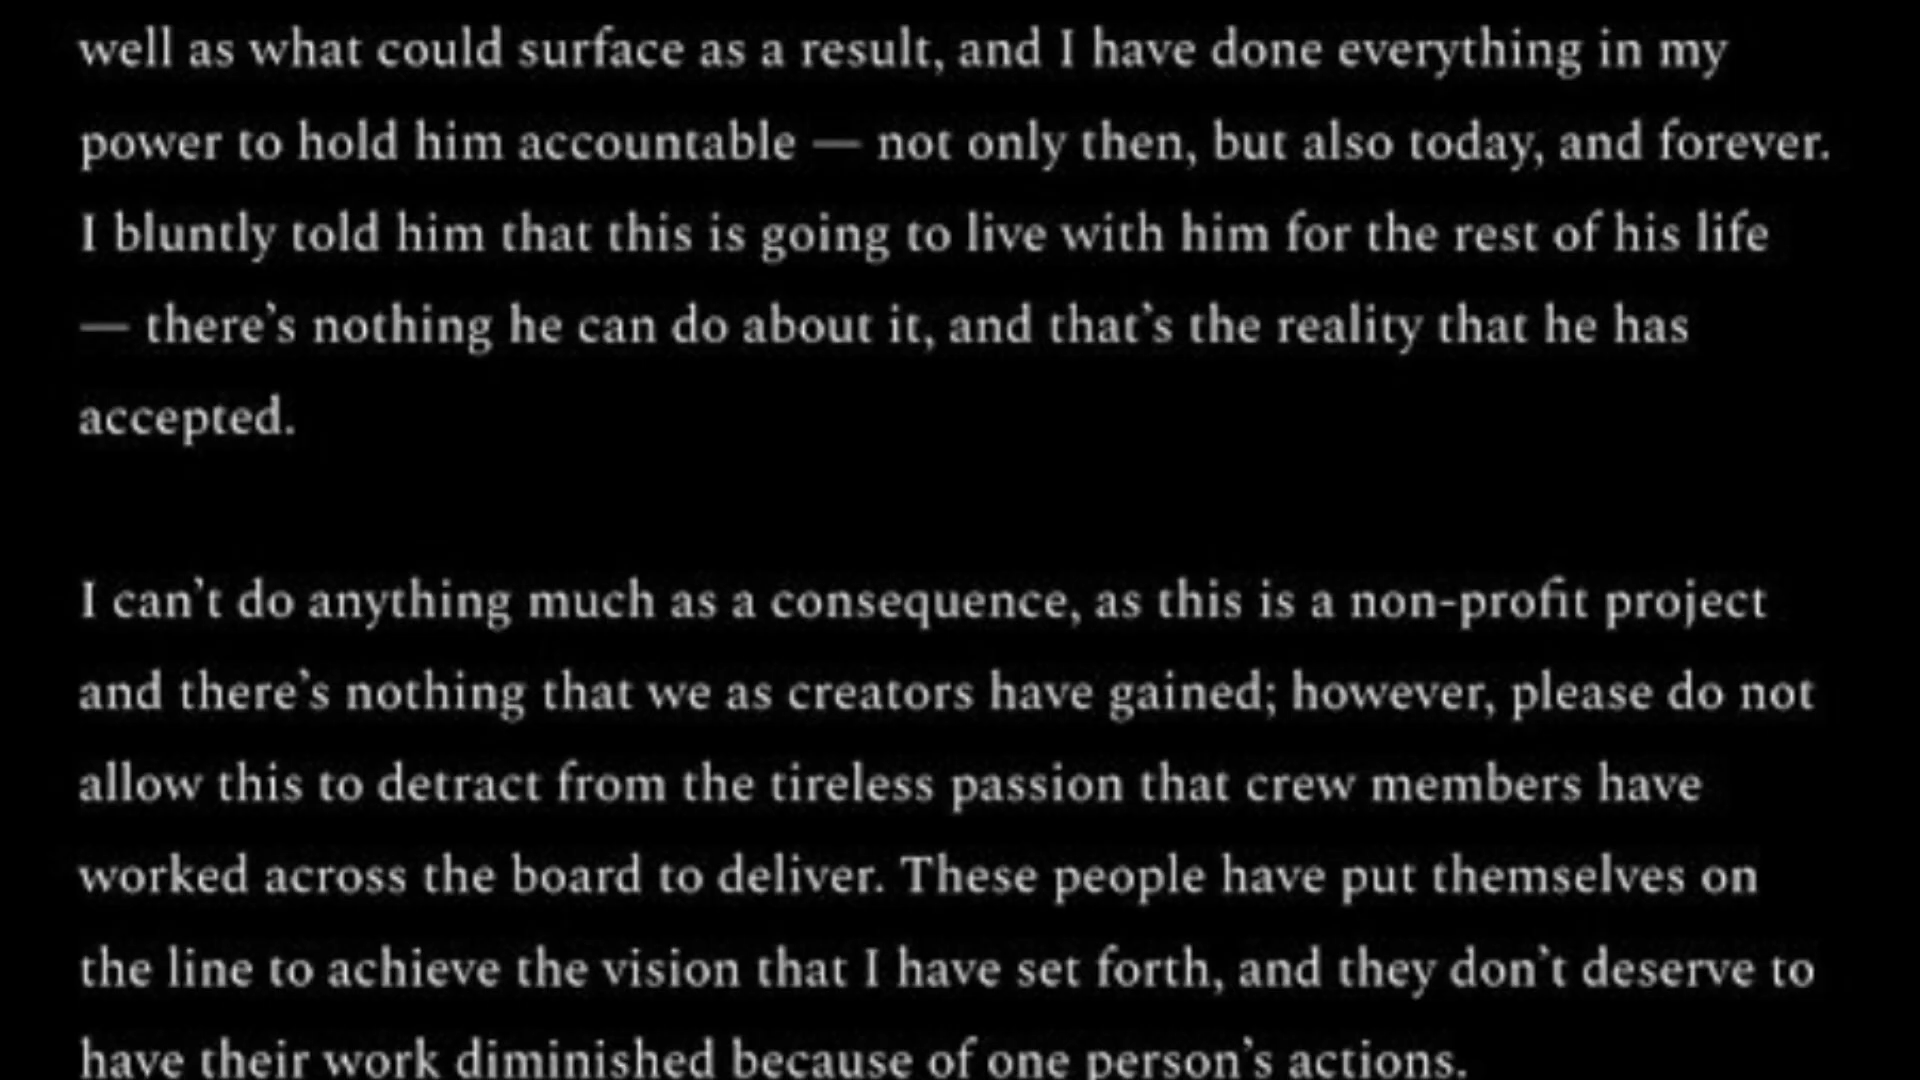 well as what could surface as a result, and I have done everything in my
power to hold him accountable — not only then, but also today, and forever.
I bluntly told him that this is going to live with him for the rest of his life
— there’s nothing he can do about it, and that’s the reality that he has
accepted.
I can’t do anything much as a consequence, as this is a non-profit project
and there’s nothing that we as creators have gained; however, please do not
allow this to detract from the tireless passion that crew members have
worked across the board to deliver. These people have put themselves on
the line to achieve the vision that I have set forth, and they don’t deserve to
have their work diminished because of one person’s actions.